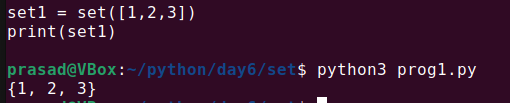 set1 = set([1,2,3])
print(set1)
prasad@VBox:~/python/day6/set$ python3 prog1.py
{1, 2, 3}